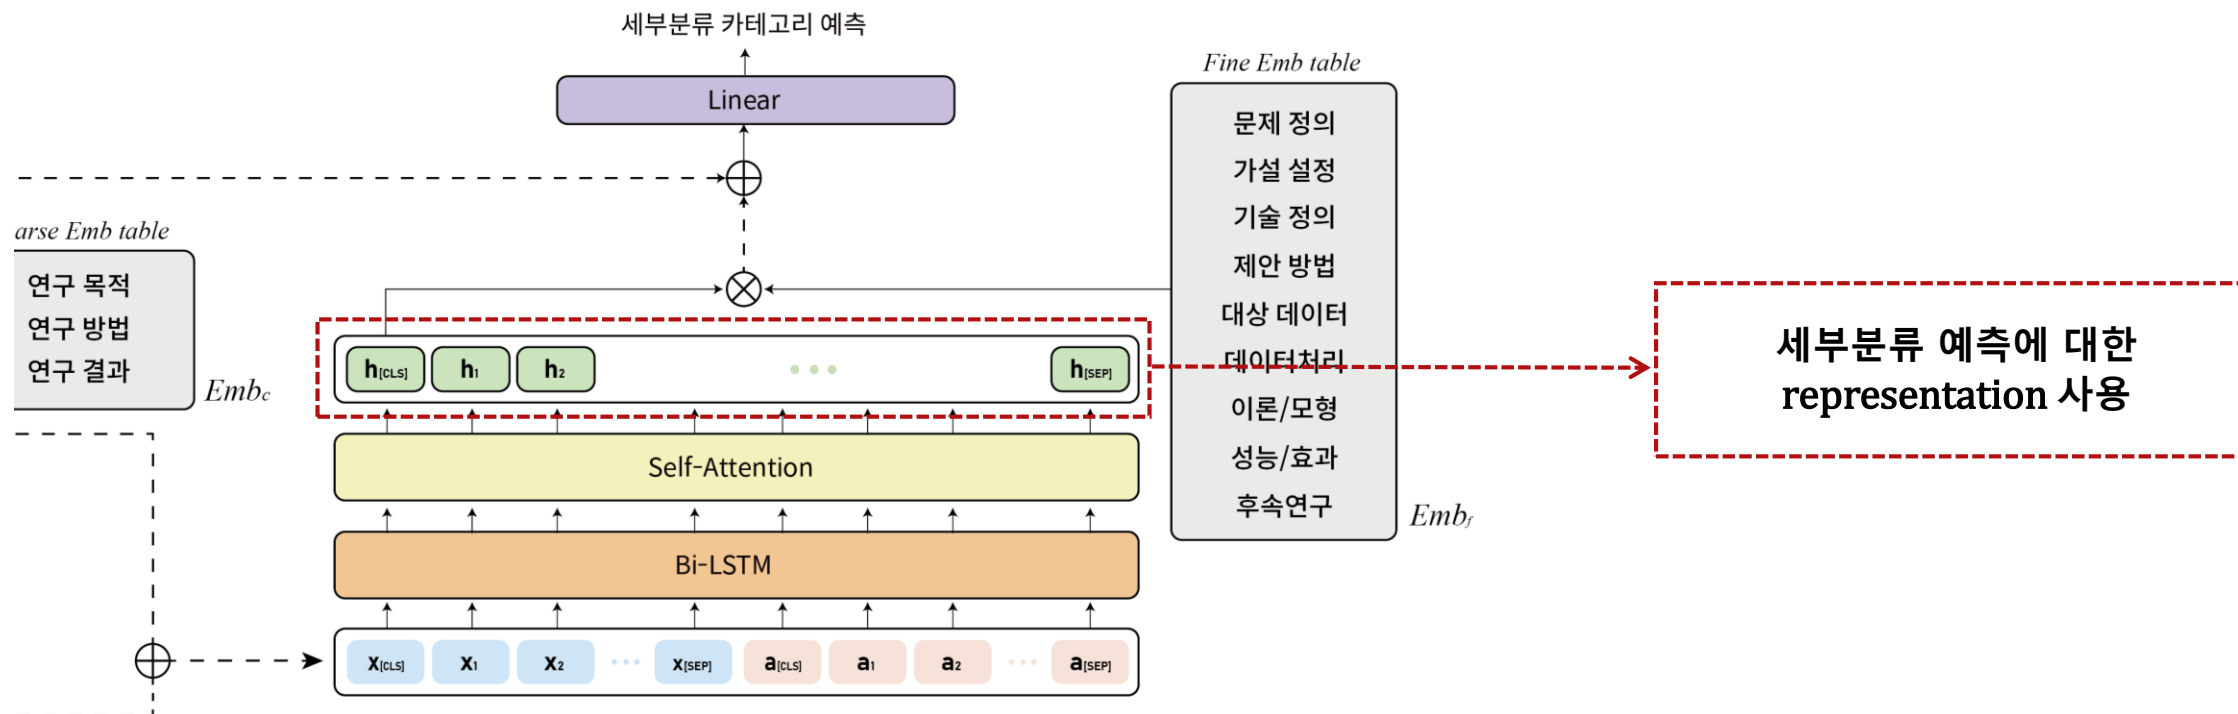 세부분류 카테고리 예측
Linear
arse Emb table
연구 목적
연구 방법
연구 결과
Embc
h[CLS] h1 h2 ... h[SEP]
Self-Attention
Bi-LSTM
x[CLS] x1 x2 ... x[SEP] a[CLS] a1 a2 ... a[SEP]
Fine Emb table
문제 정의
가설 설정
기술 정의
제안 방법
대상 데이터
데이터처리
이론/모형
성능/효과
후속연구
Embf
세부분류 예측에 대한
representation 사용